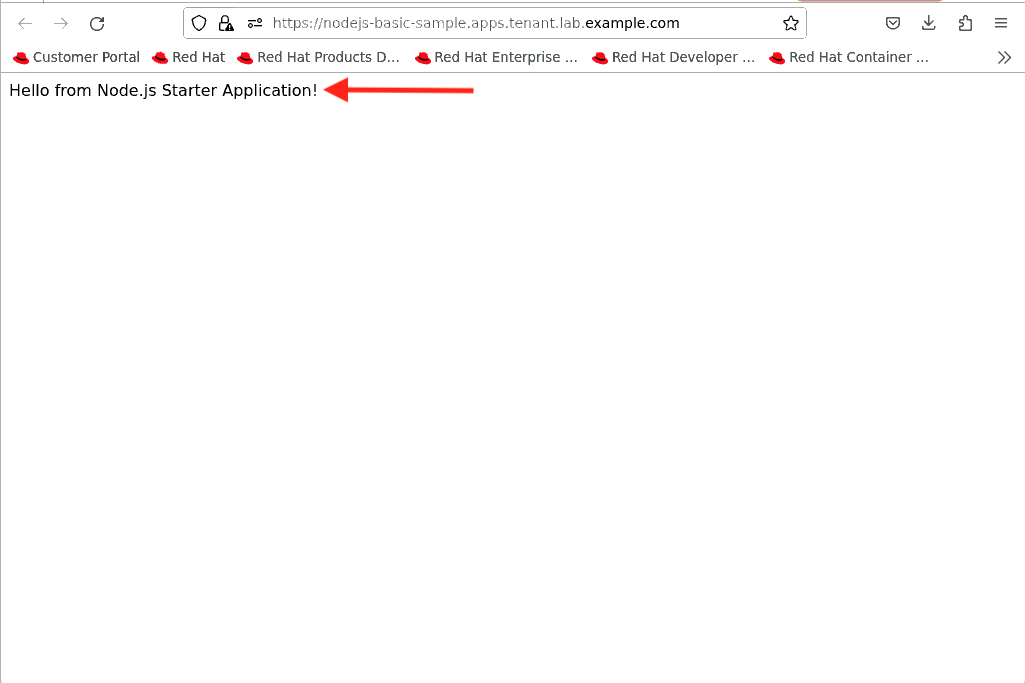 https://nodejs-basic-sample.apps.tenant.lab.example.com
Customer Portal Red Hat Red Hat Products D... Red Hat Enterprise ... Red Hat Developer ... Red Hat Container ...
Hello from Node.js Starter Application!